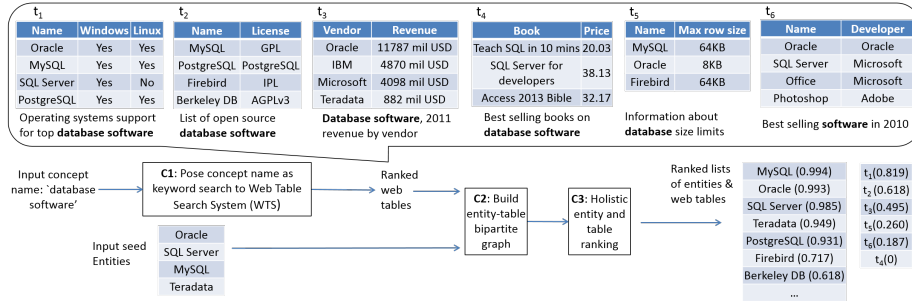 t1
Name Windows Linux
Oracle Yes Yes
MySQL Yes Yes
SQL Server Yes No
PostgreSQL Yes Yes
Operating systems support
for top database software
t2
Name License
MySQL GPL
PostgreSQL PostgreSQL
Firebird IPL
Berkeley DB AGPLv3
List of open source
database software
t3
Vendor Revenue
Oracle 11787 mil USD
IBM 4870 mil USD
Microsoft 4098 mil USD
Teradata 882 mil USD
Database software, 2011
revenue by vendor
t4
Book Price
Teach SQL in 10 mins 20.03
SQL Server for
developers
38.13
Access 2013 Bible 32.17
Best selling books on
database software
t5
Name Max row size
MySQL 64KB
Oracle 8KB
Firebird 64KB
Information about
database size limits
t6
Name Developer
Oracle Oracle
SQL Server Microsoft
Office Microsoft
Photoshop Adobe
Best selling software in 2010
Input concept
name: `database
software‘
C1: Pose concept name as
keyword search to Web Table
Search System (WTS)
Ranked
web
tables
Input seed
Entities
Oracle
SQL Server
MySQL
Teradata
C2: Build
entity-table
bipartite
graph
C3: Holistic
entity and
table
ranking
Ranked lists
of entities &
web tables
MySQL (0.994)
Oracle (0.993)
SQL Server (0.985)
Teradata (0.949)
PostgreSQL (0.931)
Firebird (0.717)
Berkeley DB (0.618)
...
t1(0.819)
t2(0.618)
t3(0.495)
t5(0.260)
t6(0.187)
t4(0)